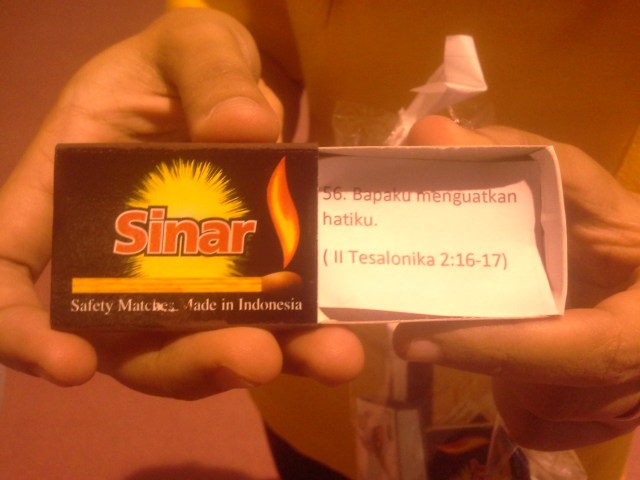 Sinar
Safety Matches Made in Indonesia
56. Bapaku menguatkan
hatiku.
( II Tesalonika 2:16-17)